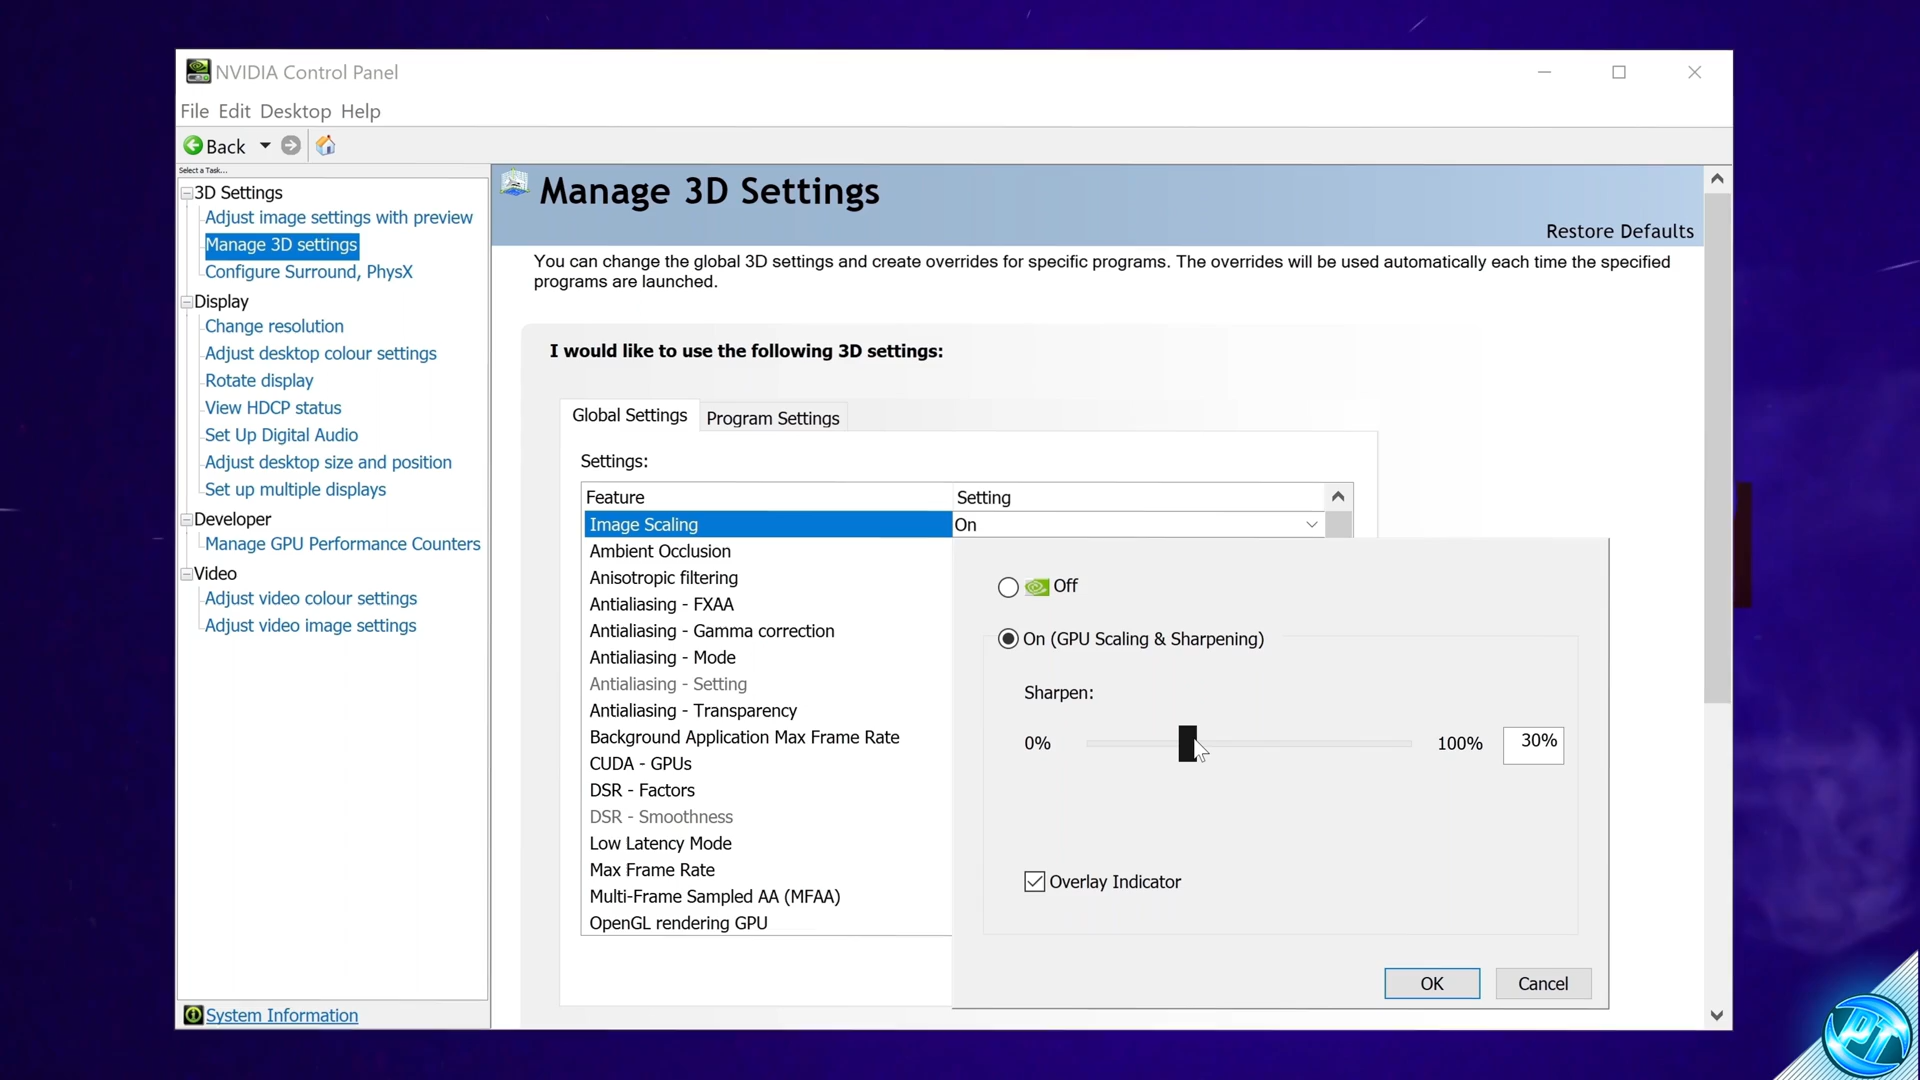 NVIDIA Control Panel
File Edit Desktop Help
Back
Select a Task...
3D Settings
Adjust image settings with preview
Manage 3D settings
Configure Surround, PhysX
Display
Change resolution
Adjust desktop colour settings
Rotate display
View HDCP status
Set Up Digital Audio
Adjust desktop size and position
Set up multiple displays
Developer
Manage GPU Performance Counters
Video
Adjust video colour settings
Adjust video image settings
System Information
Manage 3D Settings
Restore Defaults
You can change the global 3D settings and create overrides for specific programs. The overrides will be used automatically each time the specified
programs are launched.
I would like to use the following 3D settings:
Global Settings Program Settings
Settings:
Feature Setting
Image Scaling On
Ambient Occlusion
Anisotropic filtering
Antialiasing - FXAA
Antialiasing - Gamma correction
Antialiasing - Mode
Antialiasing - Setting
Antialiasing - Transparency
Background Application Max Frame Rate
CUDA - GPUs
DSR - Factors
DSR - Smoothness
Low Latency Mode
Max Frame Rate
Multi-Frame Sampled AA (MFAA)
OpenGL rendering GPU
Off
On (GPU Scaling & Sharpening)
Sharpen:
0% 100% 30%
Overlay Indicator
OK Cancel
PT